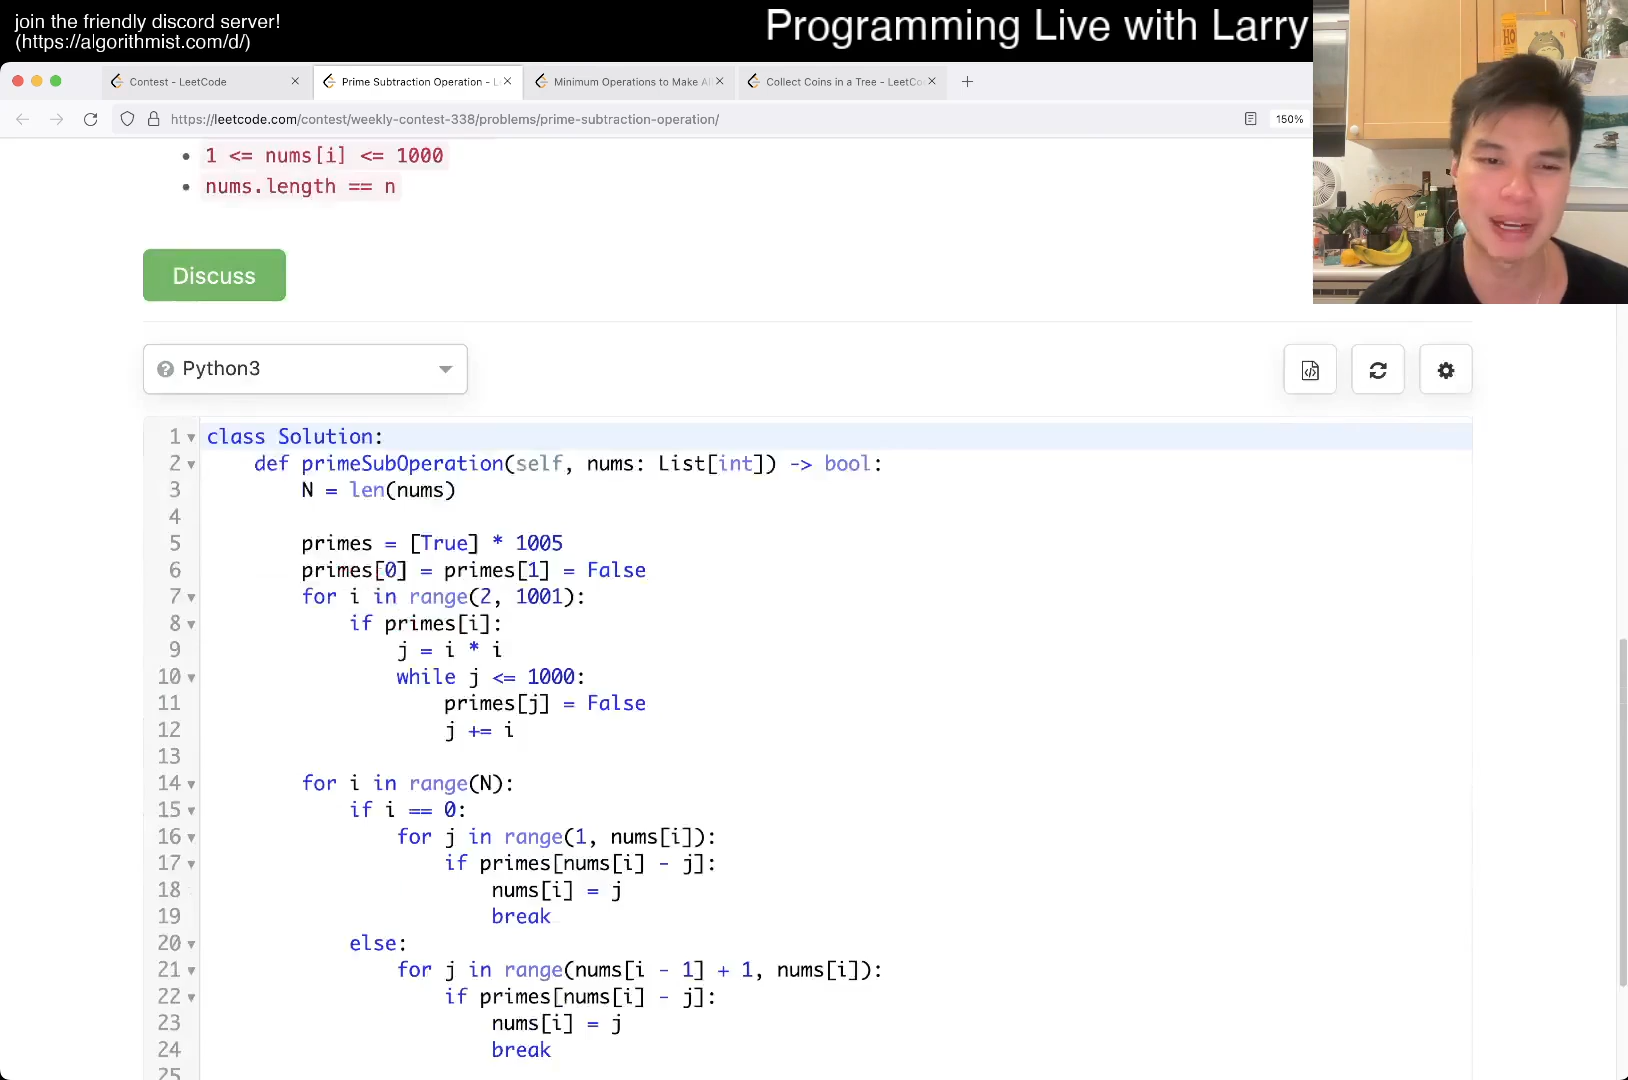 join the friendly discord server!
(https://algorithmist.com/d/)
Programming Live with Larry
Contest - LeetCode
Prime Subtraction Operation - L
Minimum Operations to Make Al
Collect Coins in a Tree - LeetCo
https://leetcode.com/contest/weekly-contest-338/problems/prime-subtraction-operation/
150%
1 <= nums[i] <= 1000
nums.length == n
Discuss
Python3
1 class Solution:
2 def primeSubOperation(self, nums: List[int]) -> bool:
3 N = len(nums)
4
5 primes = [True] * 1005
6 primes[0] = primes[1] = False
7 for i in range(2, 1001):
8 if primes[i]:
9 j = i * i
10 while j <= 1000:
11 primes[j] = False
12 j += i
13
14 for i in range(N):
15 if i == 0:
16 for j in range(1, nums[i]):
17 if primes[nums[i] - j]:
18 nums[i] = j
19 break
20 else:
21 for j in range(nums[i - 1] + 1, nums[i]):
22 if primes[nums[i] - j]:
23 nums[i] = j
24 break
25